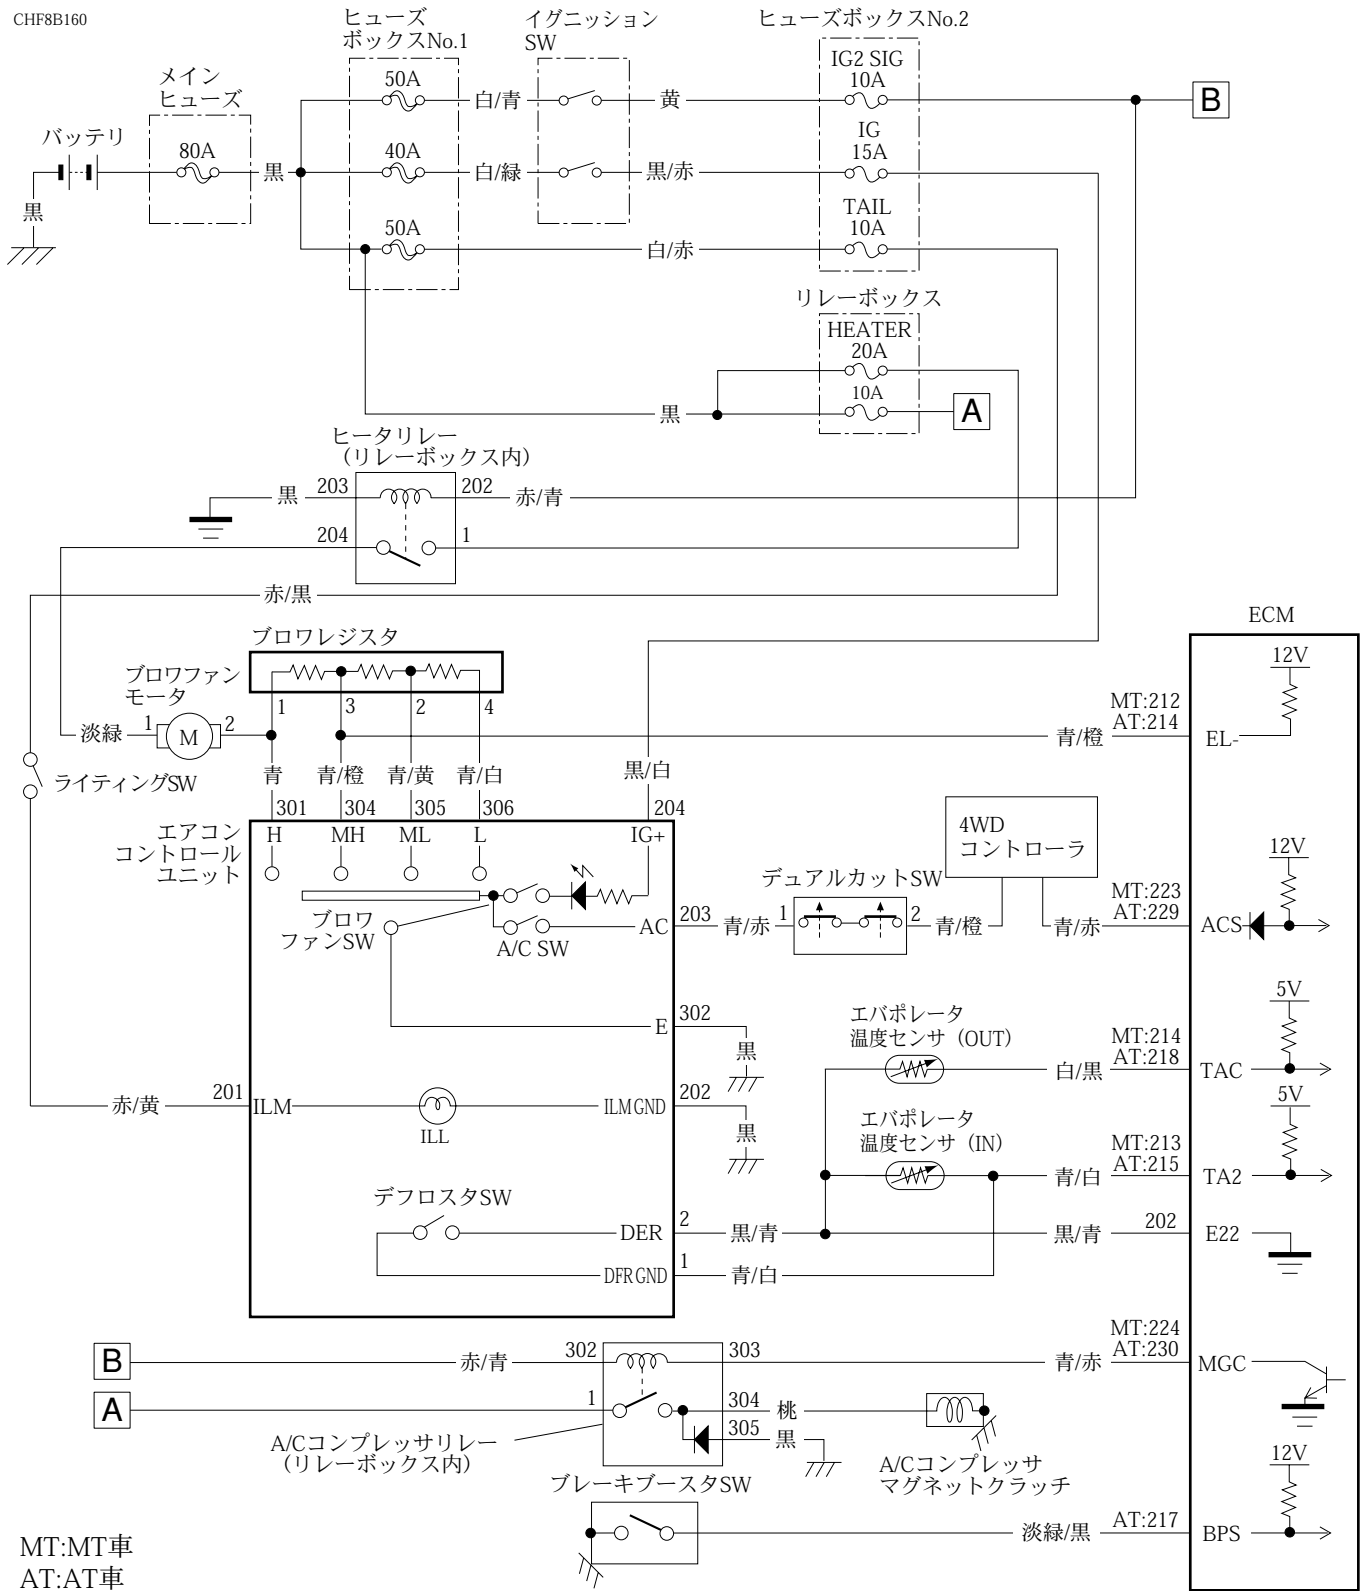 CHF8B160
ヒューズ
ボックスNo.1
イグニッション
SW
ヒューズボックスNo.2
メイン
ヒューズ
50A
白/青
黄
IG2 SIG
10A
B
バッテリ
80A
黒
40A
白/緑
黒/赤
IG
15A
黒
50A
白/赤
TAIL
10A
リレーボックス
HEATER
20A
10A
黒
A
ヒータリレー
(リレーボックス内)
黒
203
202
赤/青
204
1
赤/黒
ECM
ブロワレジスタ
12V
ブロワファン
モータ
1
3
2
4
MT:212
AT:214
淡緑
1
M
2
青/橙
EL-
ライティングSW
青
青/橙
青/黄
青/白
黒/白
301
304
305
306
204
エアコン
コントロール
ユニット
H
MH
ML
L
IG+
4WD
コントローラ
12V
デュアルカットSW
MT:223
AT:229
ブロワ
ファンSW
A/C SW
AC
203
青/赤
1
2
青/橙
青/赤
ACS
5V
E
302
黒
エバポレータ
温度センサ (OUT)
MT:214
AT:218
白/黒
TAC
5V
赤/黄
201
ILM
ILL
ILM GND
202
黒
エバポレータ
温度センサ (IN)
MT:213
AT:215
青/白
TA2
デフロスタSW
DER
2
黒/青
黒/青
202
E22
DFR GND
1
青/白
B
赤/青
302
303
青/赤
MT:224
AT:230
MGC
A
1
304
桃
305
黒
A/Cコンプレッサリレー
(リレーボックス内)
A/Cコンプレッサ
マグネットクラッチ
12V
ブレーキブースタSW
淡緑/黒
AT:217
BPS
MT:MT車
AT:AT車